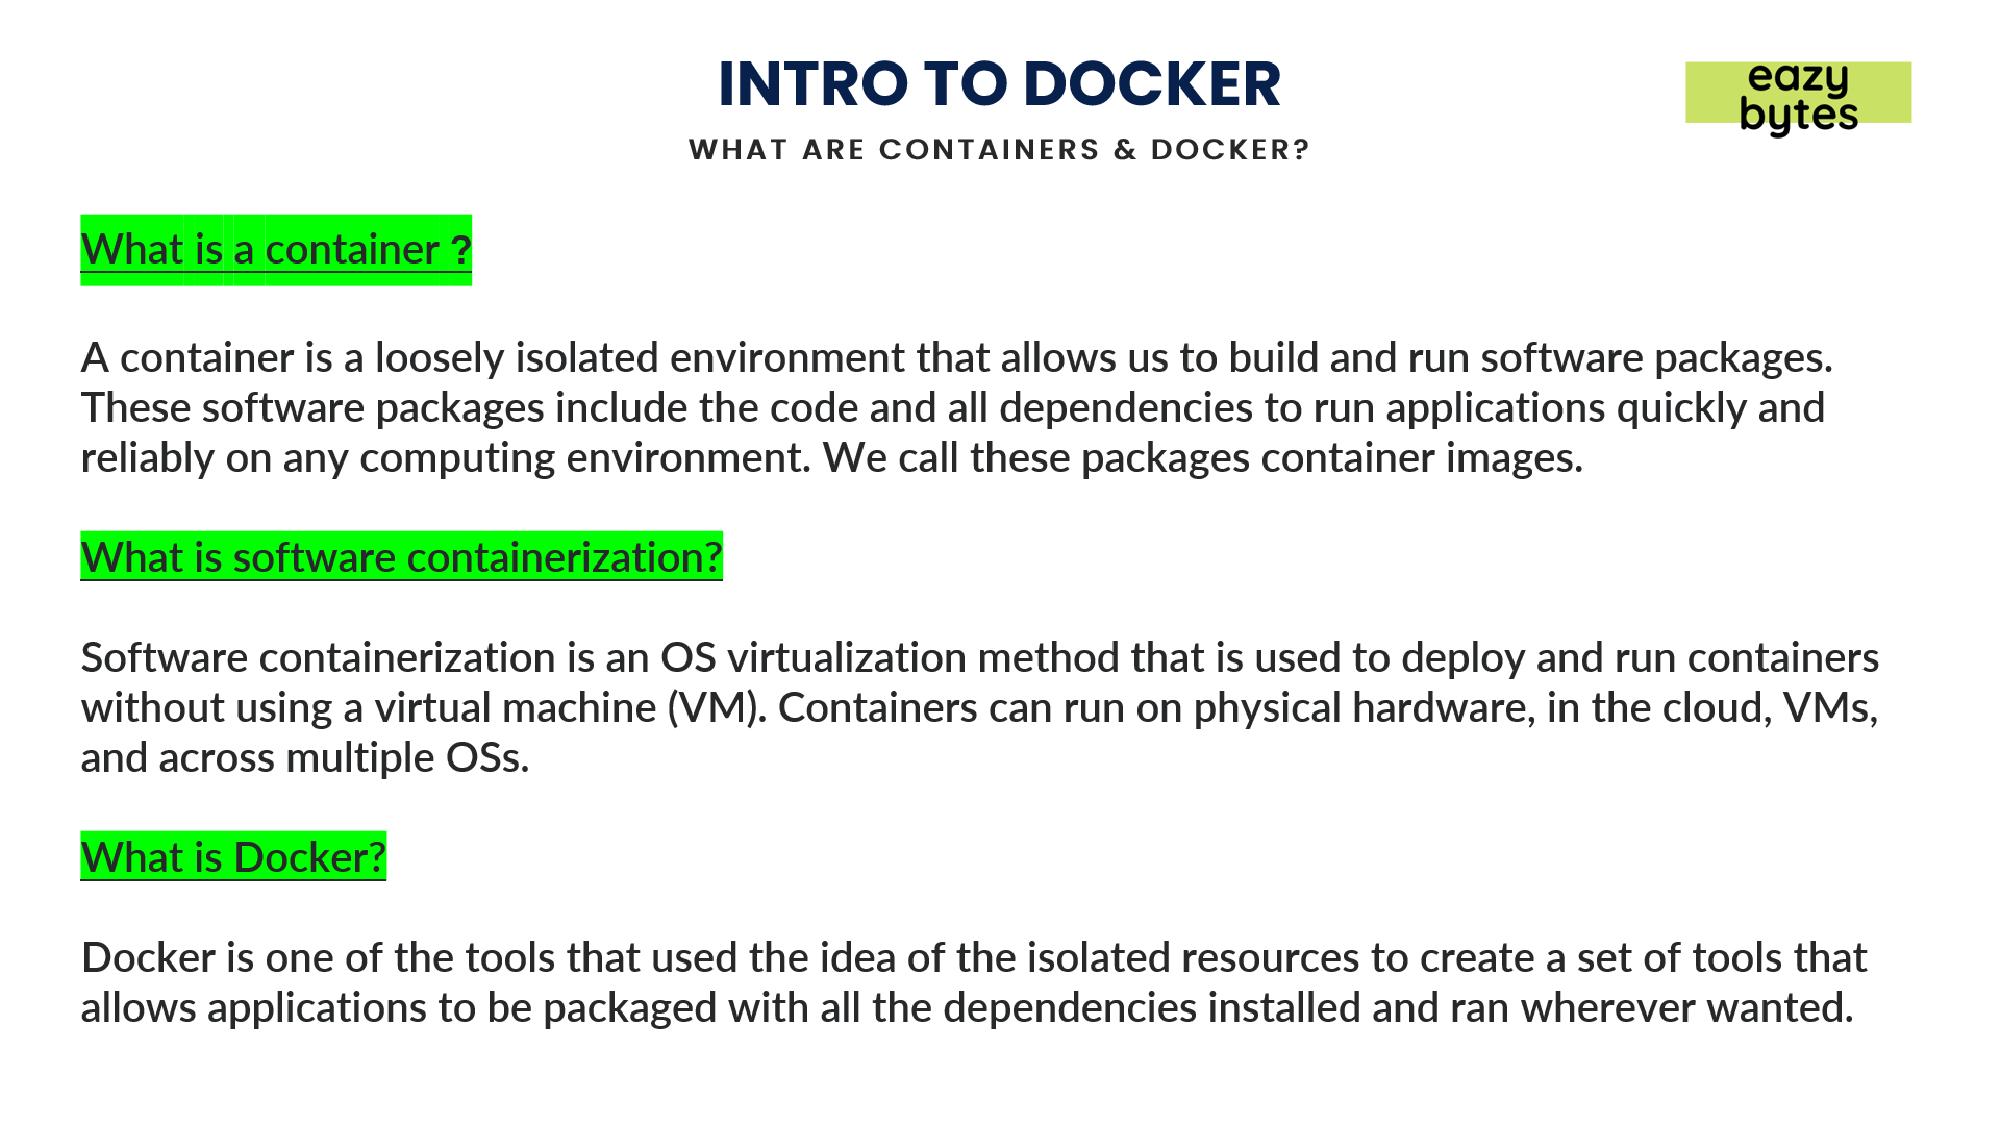 INTRO TO DOCKER
eazy
bytes
WHAT ARE CONTAINERS & DOCKER?
What is a container ?
A container is a loosely isolated environment that allows us to build and run software packages.
These software packages include the code and all dependencies to run applications quickly and
reliably on any computing environment. We call these packages container images.
What is software containerization?
Software containerization is an OS virtualization method that is used to deploy and run containers
without using a virtual machine (VM). Containers can run on physical hardware, in the cloud, VMs,
and across multiple OSs.
What is Docker?
Docker is one of the tools that used the idea of the isolated resources to create a set of tools that
allows applications to be packaged with all the dependencies installed and ran wherever wanted.